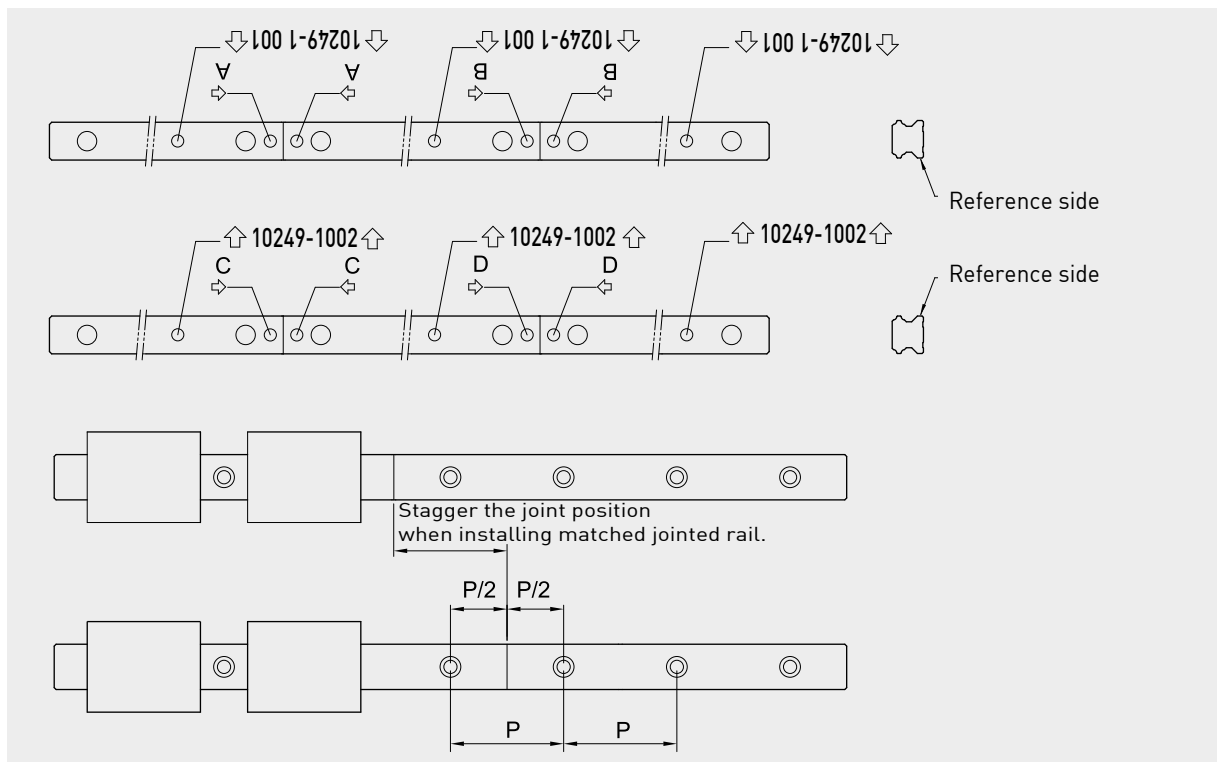 10249-1 001
10249-1 001
10249-1 001
A
A
B
B
Reference side
10249-1002
10249-1002
10249-1002
C
C
D
D
Reference side
Stagger the joint position
when installing matched jointed rail.
P/2
P/2
P
P